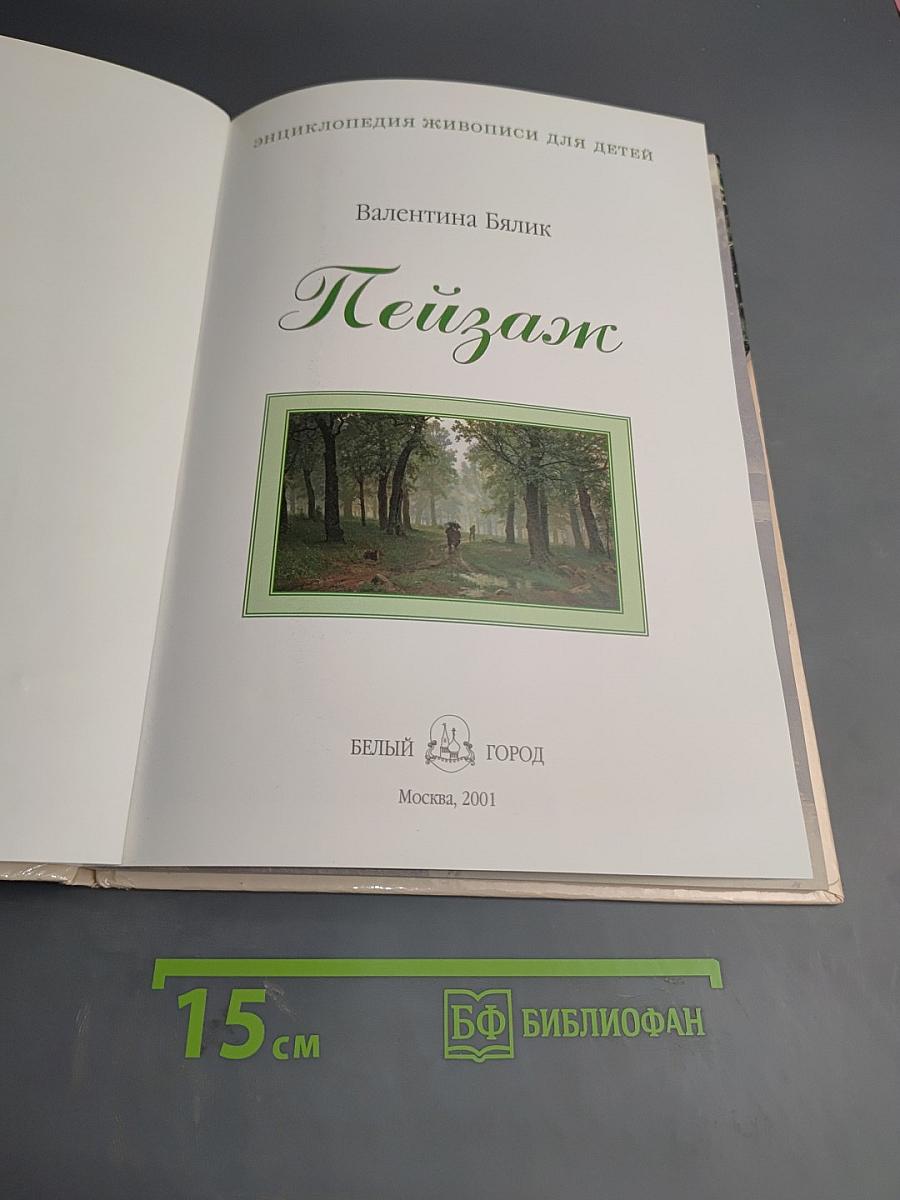 ЭНЦИКЛОПЕДИЯ ЖИВОПИСИ ДЛЯ ДЕТЕЙ
Валентина Бялик
Пейзаж
БЕЛЫЙ ГОРОД
Москва, 2001
15 см
БФ БИБЛИОФАН